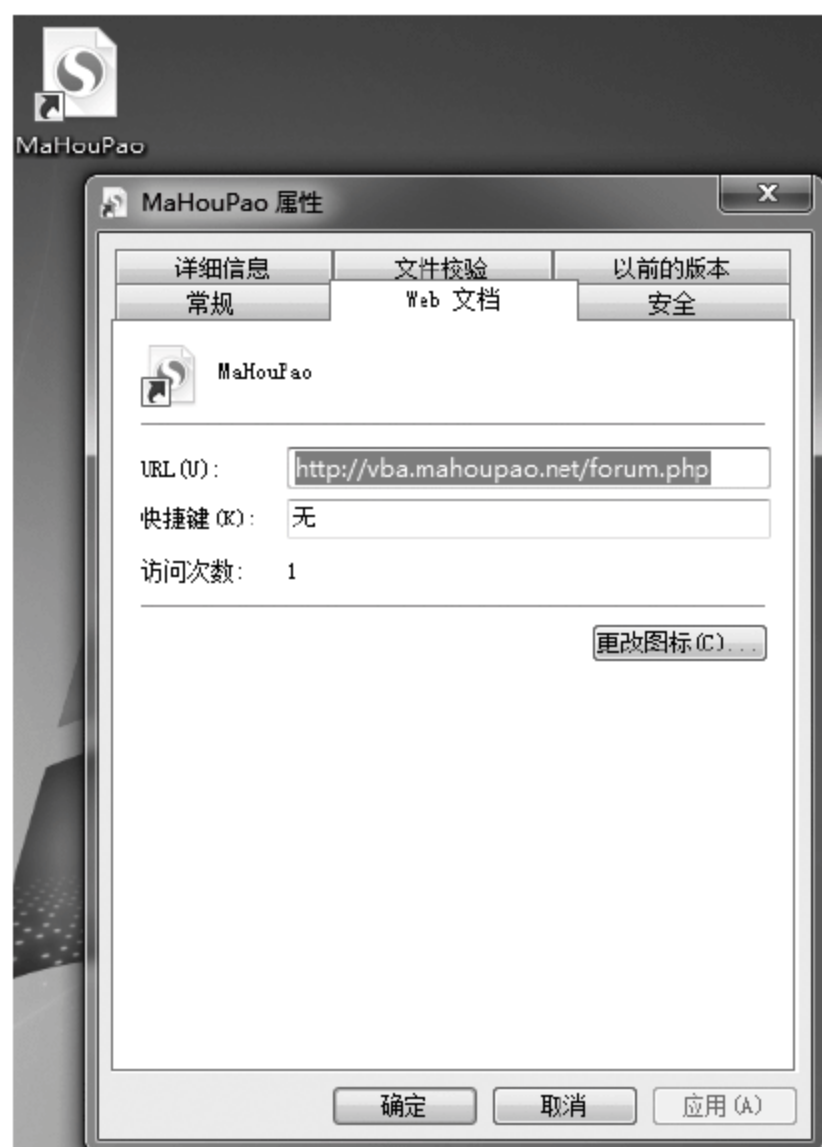 MaHouPao
MaHouPao 属性
详细信息 文件校验 以前的版本
常规 Web 文档 安全
MaHouPao
URL(U): http://vba.mahoupao.net/forum.php
快捷键(K): 无
访问次数: 1
更改图标(C)...
确定 取消 应用(A)